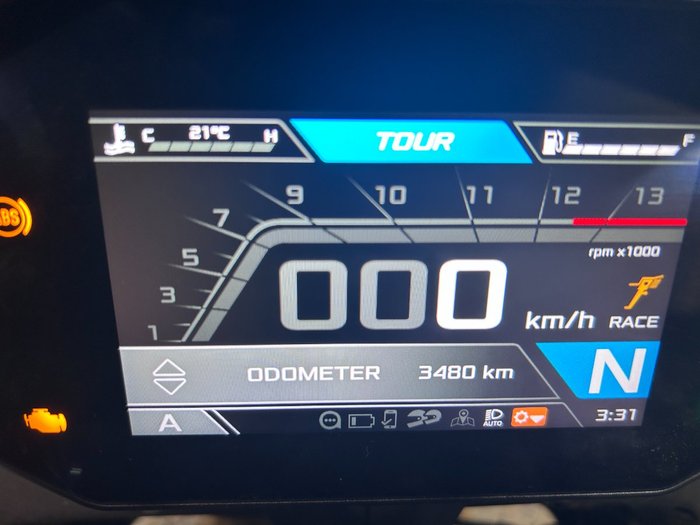 C 21°C H
TOUR
E F
ABS
1 3 5 7 9 10 11 12 13
rpm x1000
000 km/h
RACE
ODOMETER 3480 km
N
A
AUTO
3:31